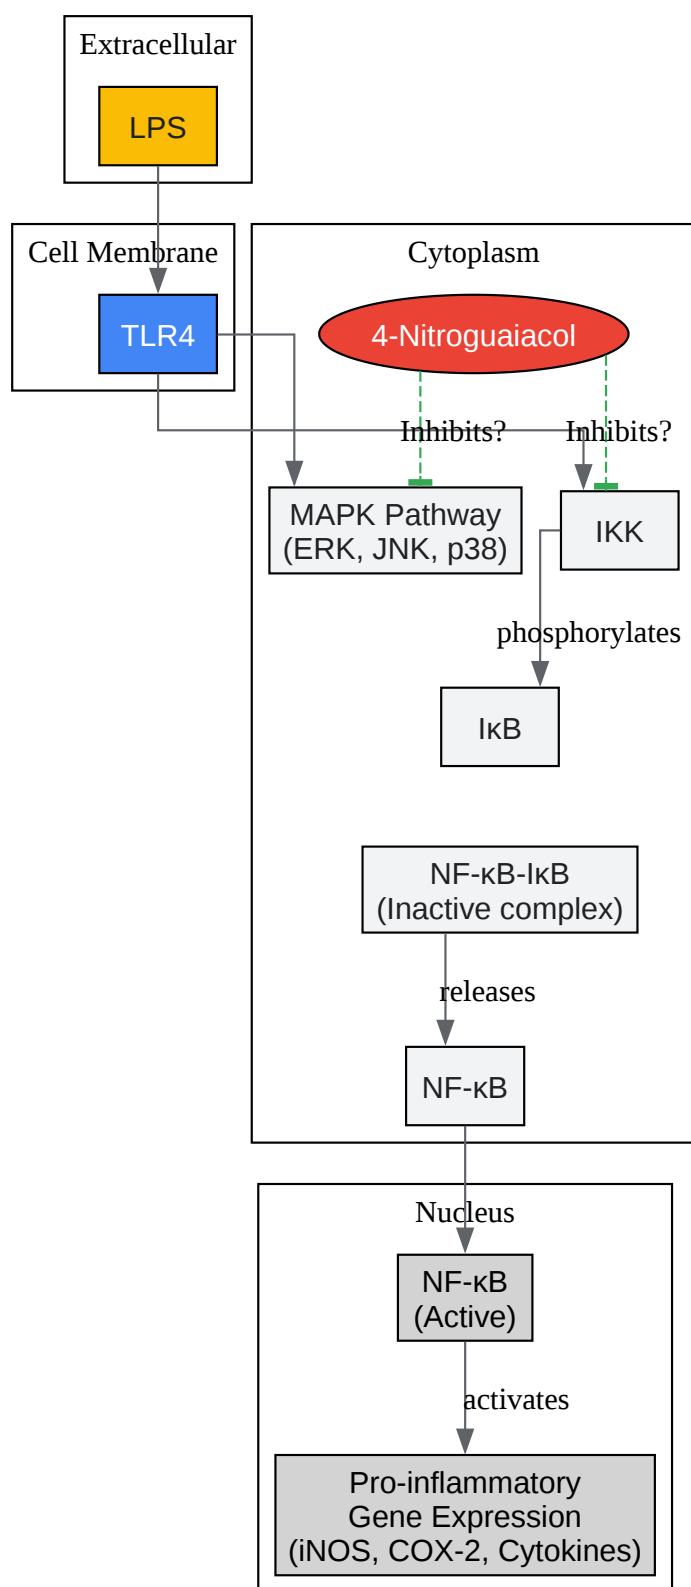 Extracellular
LPS
Cell Membrane
Cytoplasm
TLR4
4-Nitroguaiacol
Inhibits?
Inhibits?
MAPK Pathway
(ERK, JNK, p38)
IKK
phosphorylates
IκB
NF-κB-IκB
(Inactive complex)
releases
NF-κB
Nucleus
NF-κB
(Active)
activates
Pro-inflammatory
Gene Expression
(iNOS, COX-2, Cytokines)